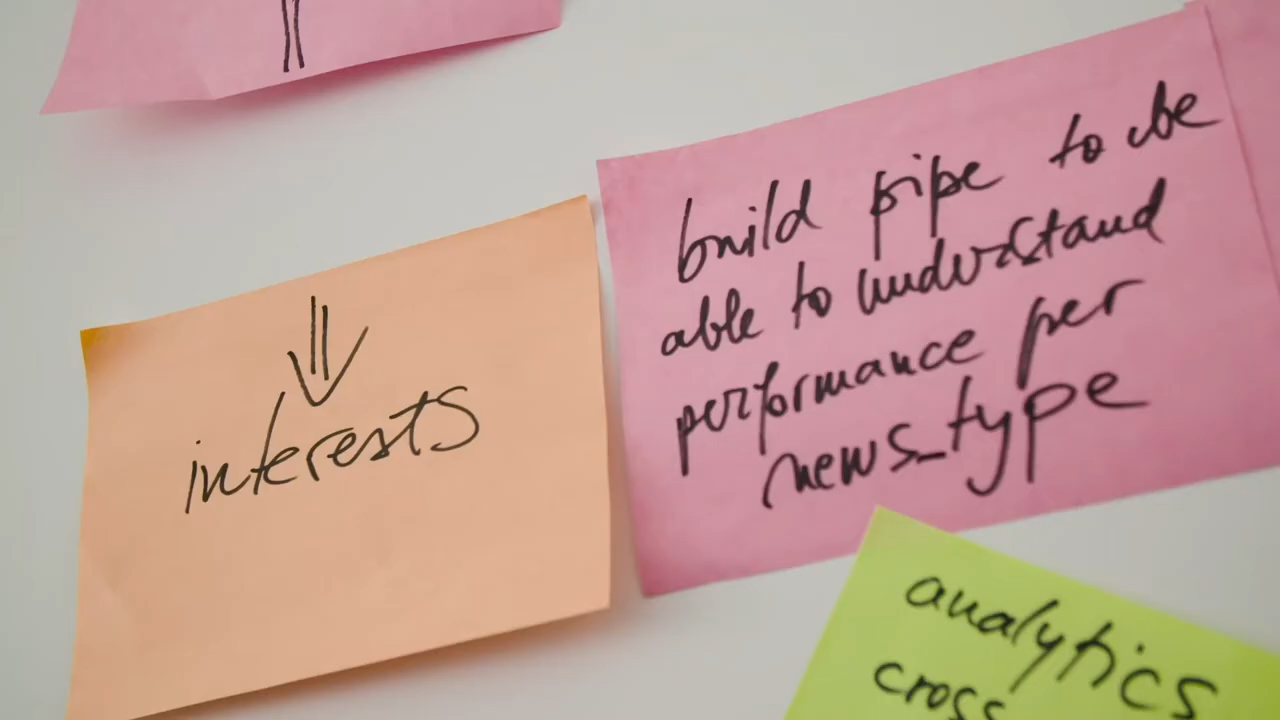 interests
build pipe to be
able to understand
performance per
news_type
analytics
cross